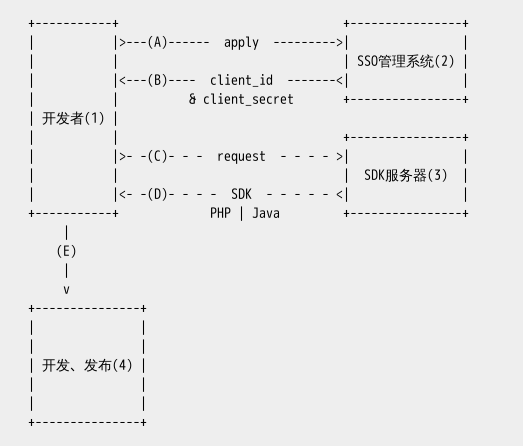 +-----------+                                +----------------+
|           |>---(A)------  apply  --------->|                |
|           |                                | SSO管理系统(2) |
|           |<---(B)----  client_id  -------<|                |
|           |          & client_secret       +----------------+
| 开发者(1) |
|           |                                +----------------+
|           |>- -(C)- - -  request  - - - - >|                |
|           |                                |  SDK服务器(3)  |
|           |<- -(D)- - - -  SDK  - - - - - <|                |
+-----------+             PHP | Java         +----------------+
     |
    (E)
     |
     v
+---------------+
|               |
|               |
| 开发、发布(4) |
|               |
|               |
+---------------+